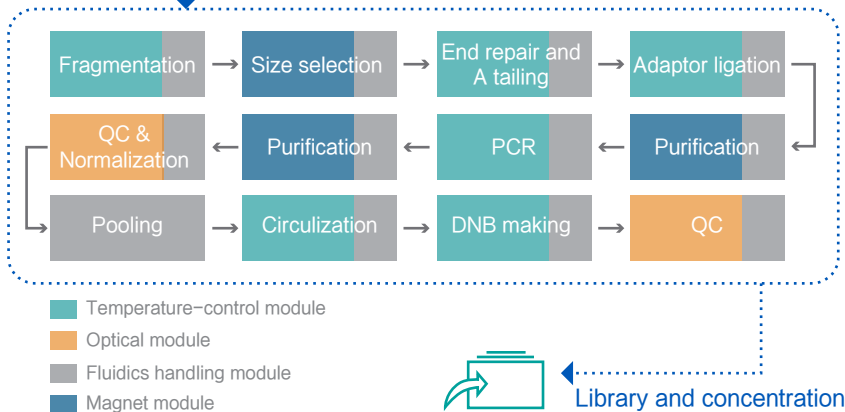 Fragmentation
Size selection
End repair and
A tailing
Adaptor ligation
QC &
Normalization
Purification
PCR
Purification
Pooling
Circulization
DNB making
QC
Temperature-control module
Optical module
Fluidics handling module
Magnet module
Library and concentration